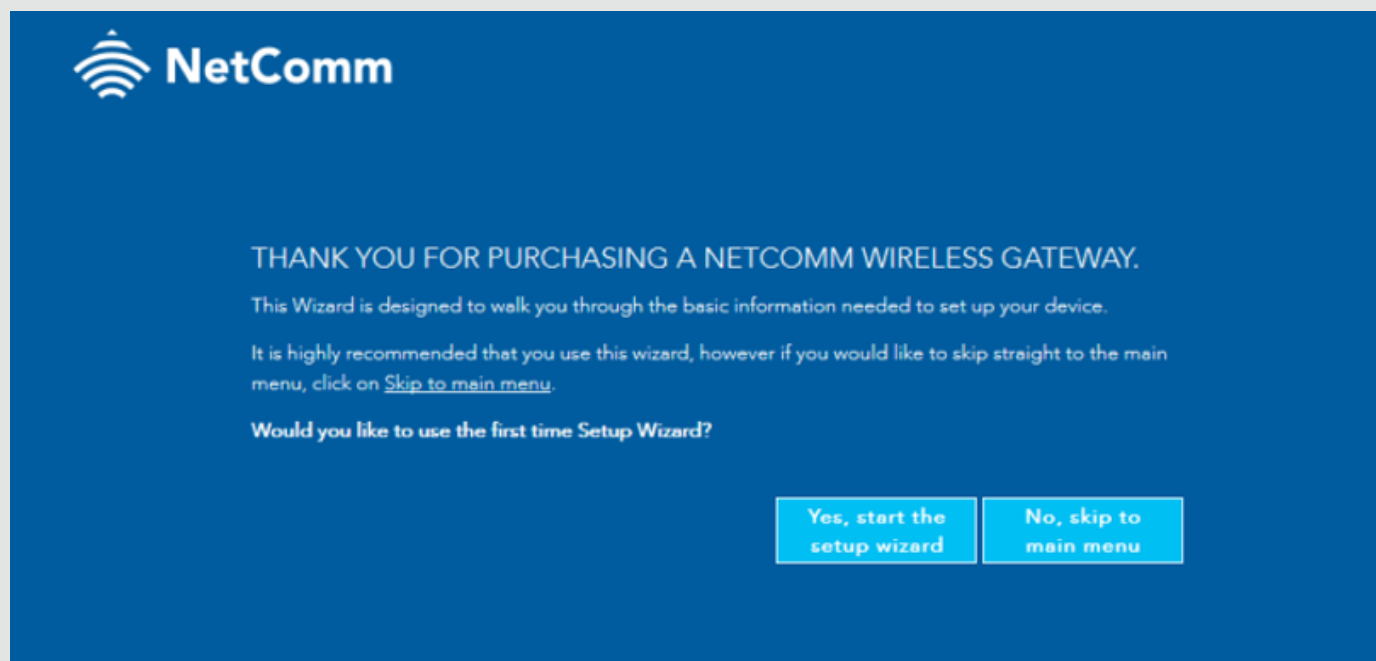 NetComm
THANK YOU FOR PURCHASING A NETCOMM WIRELESS GATEWAY.
This Wizard is designed to walk you through the basic information needed to set up your device.
It is highly recommended that you use this wizard, however if you would like to skip straight to the main
menu, click on Skip to main menu.
Would you like to use the first time Setup Wizard?
Yes, start the
setup wizard
No, skip to
main menu